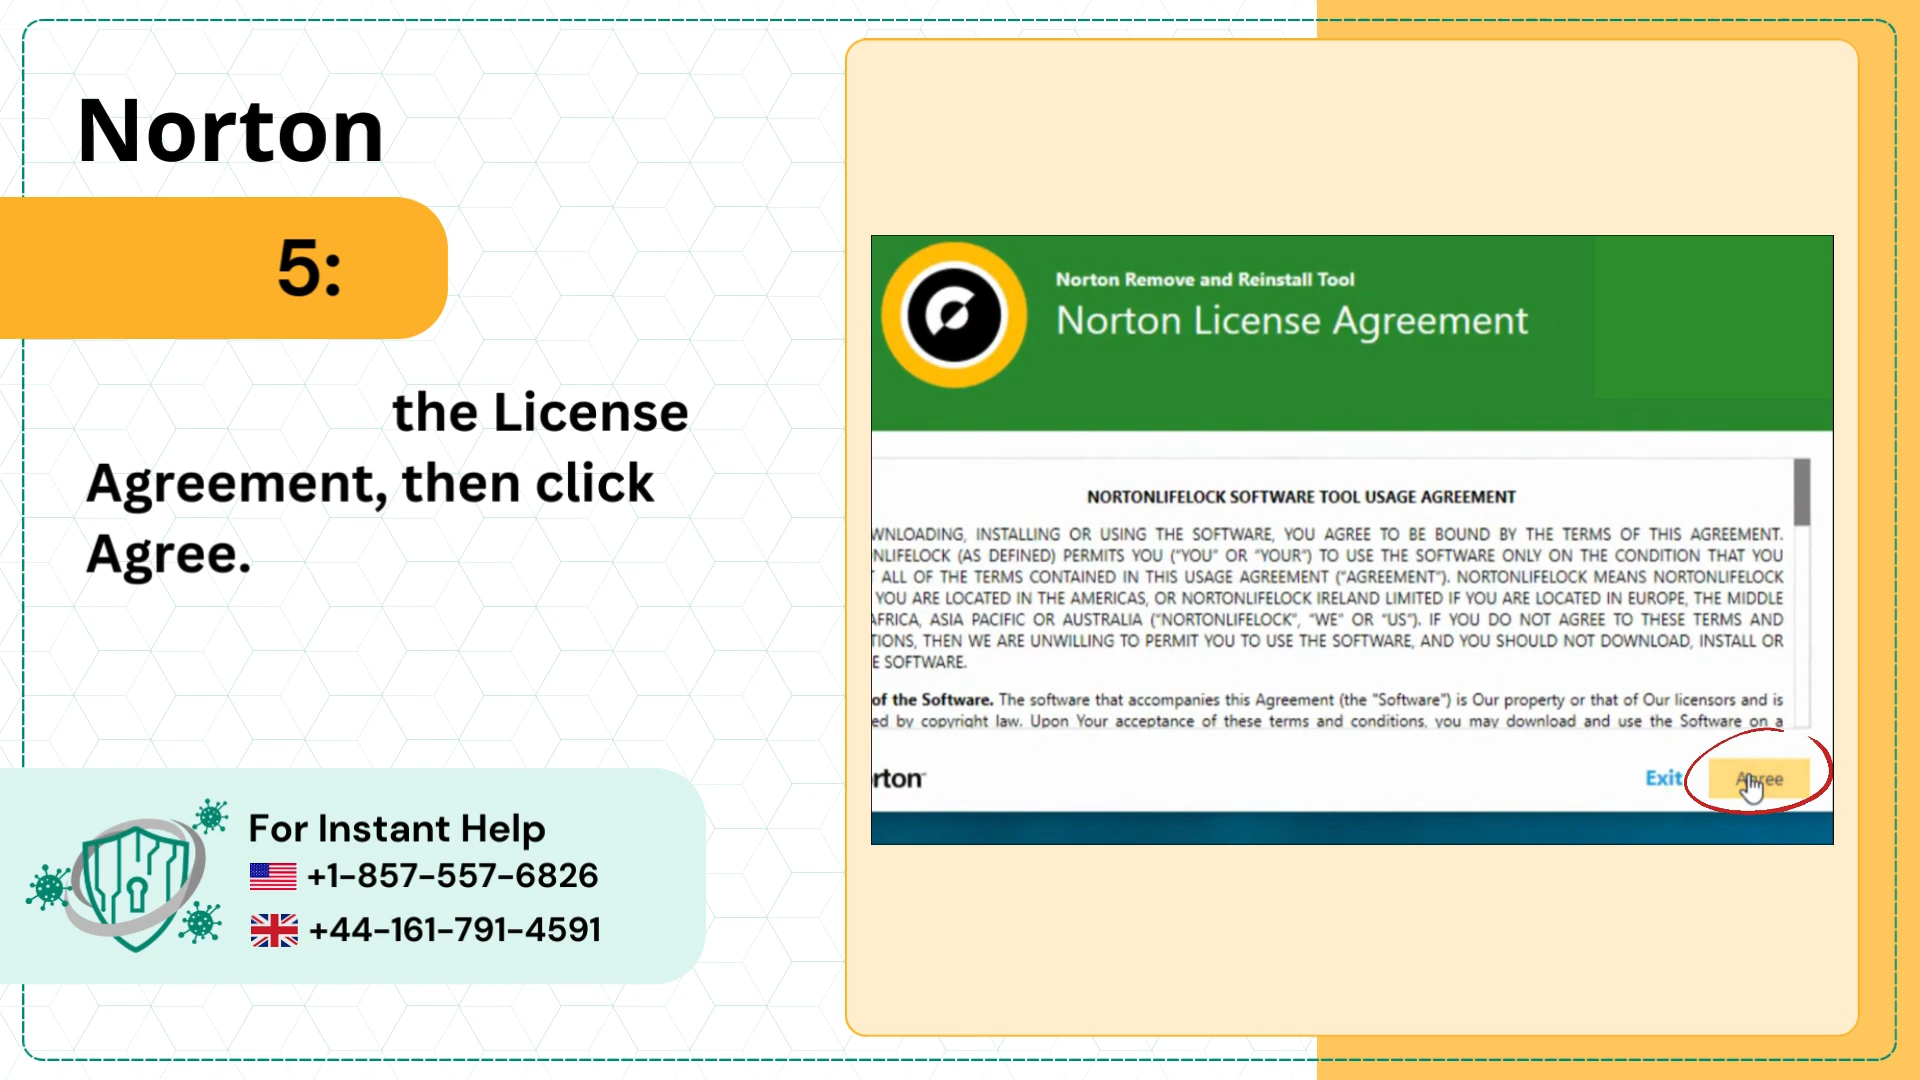 Norton
5:
the License
Agreement, then click
Agree.
For Instant Help
+1-857-557-6826
+44-161-791-4591
Norton Remove and Reinstall Tool
Norton License Agreement
NORTONLIFELOCK SOFTWARE TOOL USAGE AGREEMENT
WNLOADING, INSTALLING OR USING THE SOFTWARE, YOU AGREE TO BE BOUND BY THE TERMS OF THIS AGREEMENT.
NLIFELOCK (AS DEFINED) PERMITS YOU ("YOU" OR "YOUR") TO USE THE SOFTWARE ONLY ON THE CONDITION THAT YOU
ALL OF THE TERMS CONTAINED IN THIS USAGE AGREEMENT ("AGREEMENT"). NORTONLIFELOCK MEANS NORTONLIFELOCK
YOU ARE LOCATED IN THE AMERICAS, OR NORTONLIFELOCK IRELAND LIMITED IF YOU ARE LOCATED IN EUROPE, THE MIDDLE
AFRICA, ASIA PACIFIC OR AUSTRALIA ("NORTONLIFELOCK", "WE" OR "US"). IF YOU DO NOT AGREE TO THESE TERMS AND
TIONS, THEN WE ARE UNWILLING TO PERMIT YOU TO USE THE SOFTWARE, AND YOU SHOULD NOT DOWNLOAD, INSTALL OR
E SOFTWARE.
of the Software. The software that accompanies this Agreement (the "Software") is Our property or that of Our licensors and is
ed by copyright law. Upon Your acceptance of these terms and conditions, you may download and use the Software on a
rton
Exit
Agree